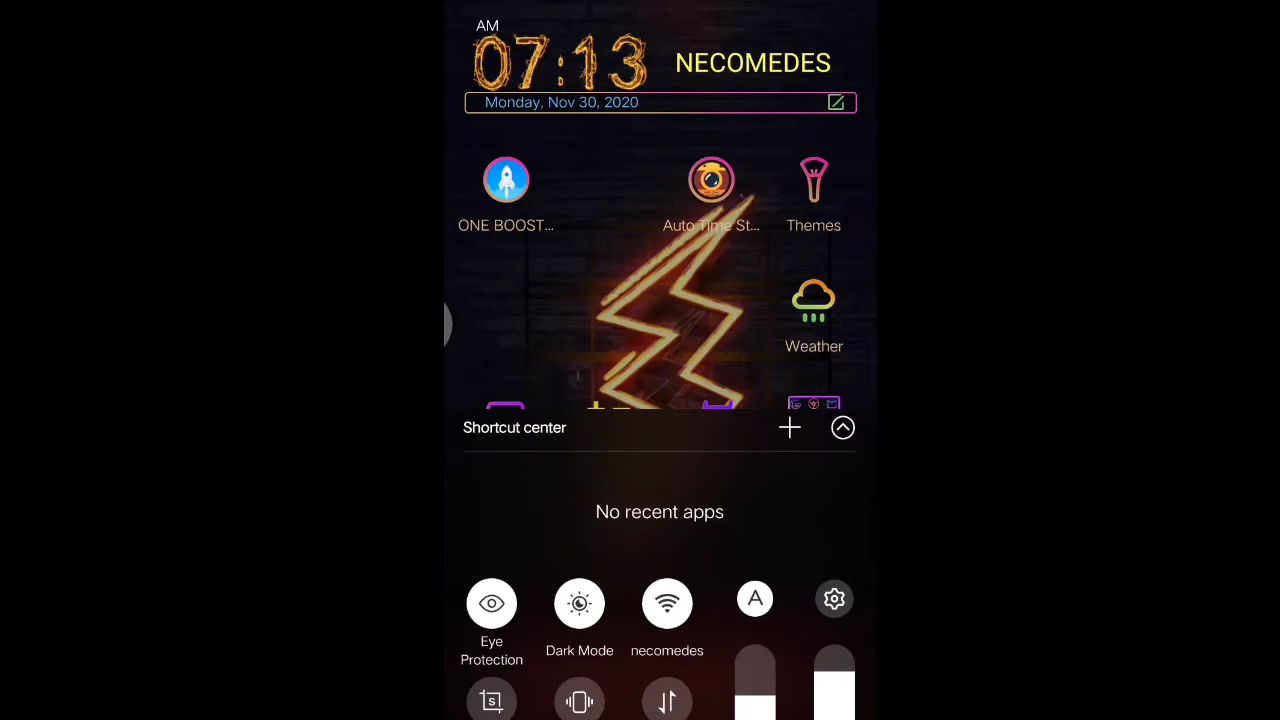 AM
07:13
NECOMEDES
Monday, Nov 30, 2020
ONE BOOST...
Auto Time St...
Themes
Weather
Shortcut center
No recent apps
A
Eye
Protection
Dark Mode
necomedes
S